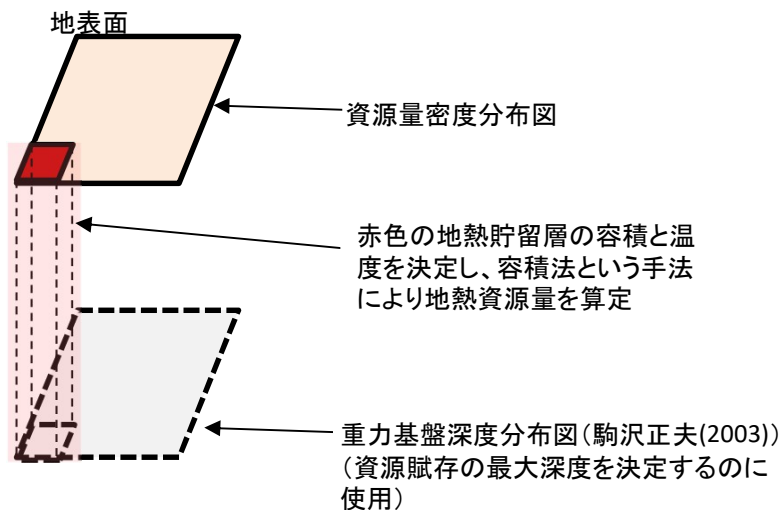 地表面
資源量密度分布図
赤色の地熱貯留層の容積と温
度を決定し、容積法という手法
により地熱資源量を算定
重力基盤深度分布図(駒沢正夫(2003))
(資源賦存の最大深度を決定するのに
使用)